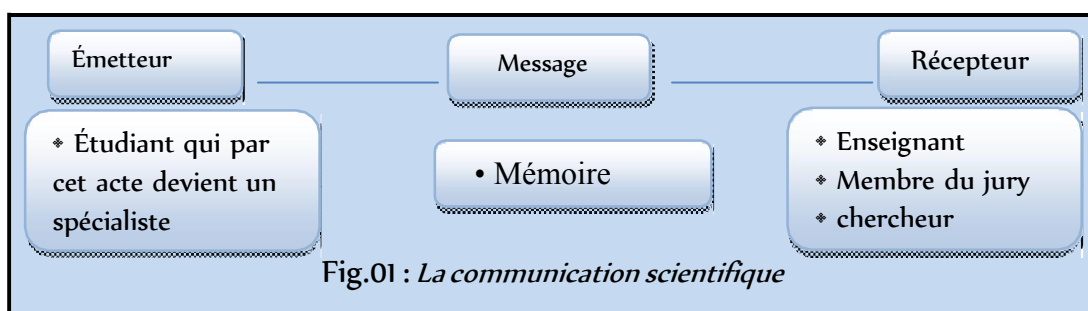 Émetteur
Message
Récepteur
❖ Étudiant qui par
cet acte devient un
spécialiste
• Mémoire
❖ Enseignant
❖ Membre du jury
❖ chercheur
Fig.01 : La communication scientifique